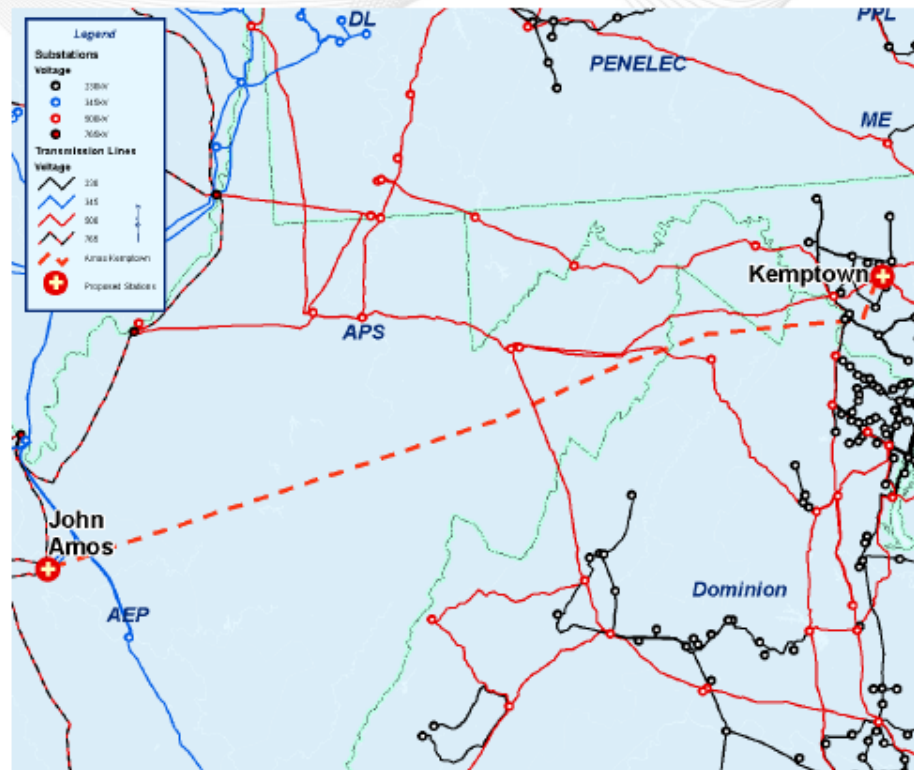 Legend
Substations
Voltage
230kV
345kV
500kV
765kV
Transmission Lines
Voltage
230
345
500
765
Amos Kemptown
Proposed Stations
DL
PENELEC
PPL
ME
Kemptown
APS
John
Amos
AEP
Dominion